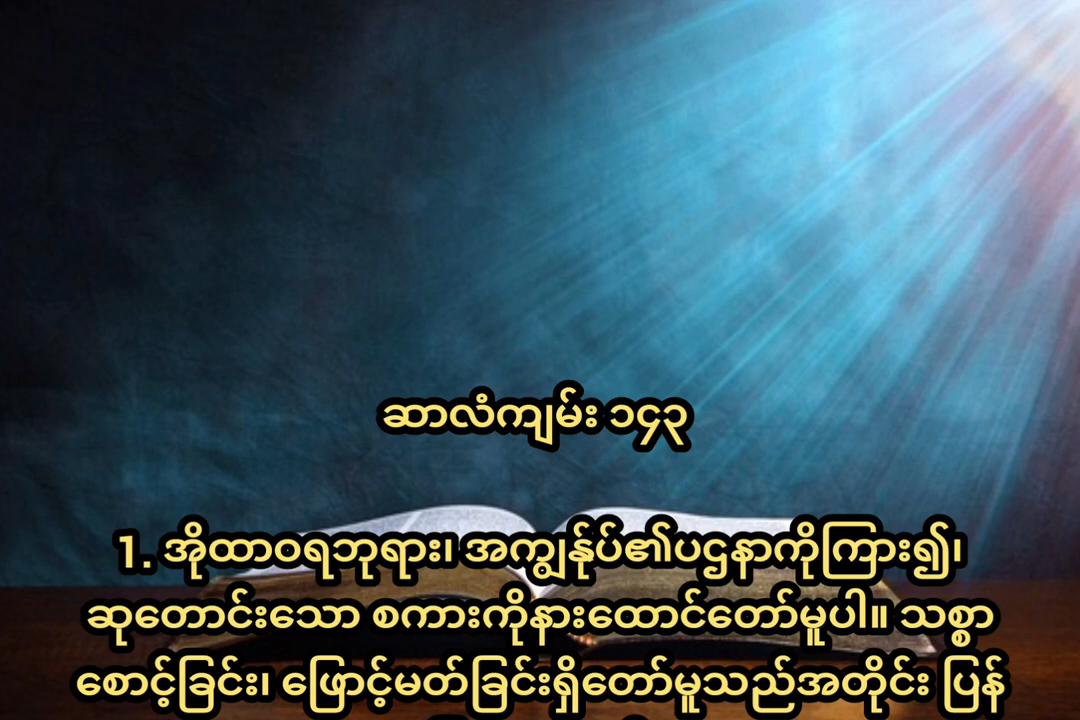 ဆာလံကျမ်း ၁၄၃
1. အိုထာဝရဘုရား၊ အကျွန်ုပ်၏ပဌနာကိုကြား၍၊
ဆုတောင်းသော စကားကိုနားထောင်တော်မူပါ။ သစ္စာ
စောင့်ခြင်း၊ ဖြောင့်မတ်ခြင်းရှိတော်မူသည်အတိုင်း ပြန်